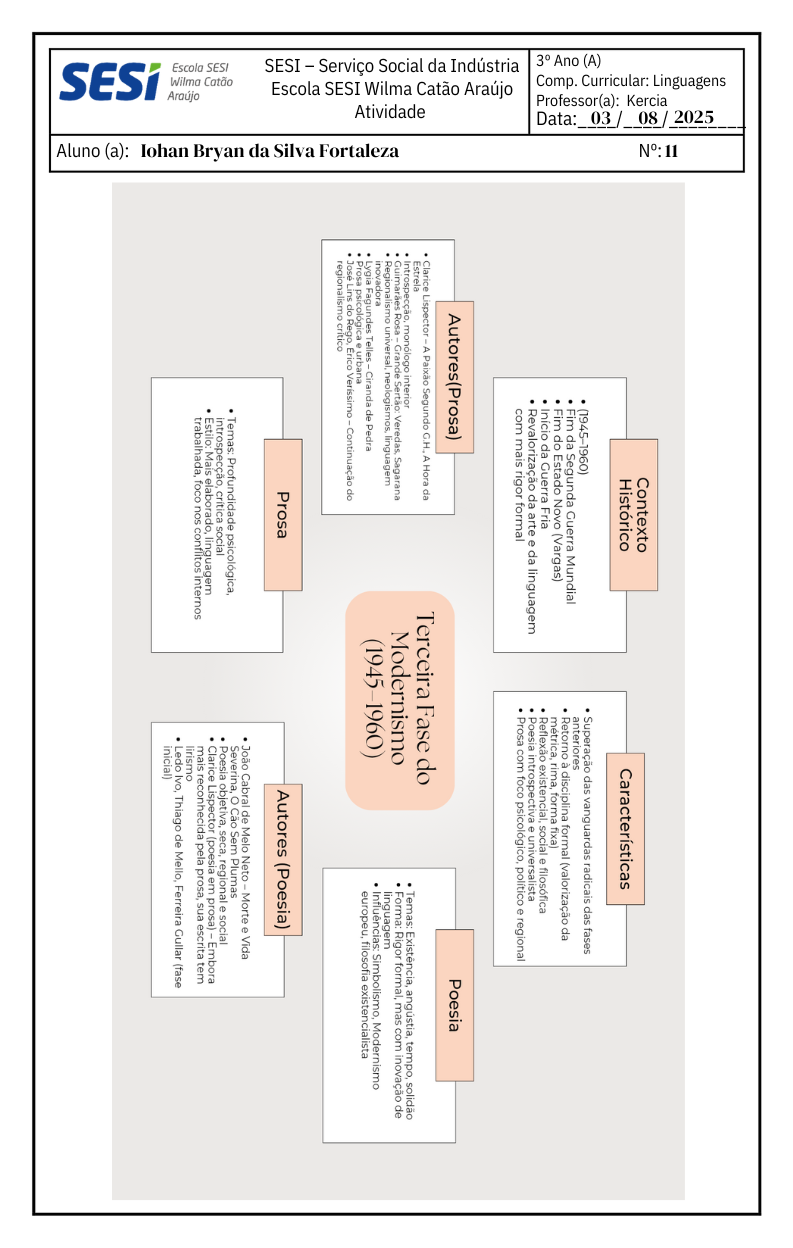 SESI
Escola SESI
Wilma Catão
Araújo
SESI – Serviço Social da Indústria
Escola SESI Wilma Catão Araújo
Atividade
3º Ano (A)
Comp. Curricular: Linguagens
Professor(a): Kercia
Data:_03_/_08_/_2025_
Aluno (a): Iohan Bryan da Silva Fortaleza
Nº: 11
Contexto
Histórico
• (1945–1960)
• Fim da Segunda Guerra Mundial
• Fim do Estado Novo (Vargas)
• Início da Guerra Fria
• Revalorização da arte e da linguagem
com mais rigor formal
Características
• Superação das vanguardas radicais das fases
anteriores
• Retorno à disciplina formal (valorização da
métrica, rima, forma fixa)
• Reflexão existencial, social e filosófica
• Poesia introspectiva e universalista
• Prosa com foco psicológico, político e regional
Autores(Prosa)
• Clarice Lispector – A Paixão Segundo G.H., A Hora da
Estrela
• Introspecção, monólogo interior
• Guimarães Rosa – Grande Sertão: Veredas, Sagarana
• Regionalismo universal, neologismos, linguagem
inovadora
• Lygia Fagundes Telles – Ciranda de Pedra
• Prosa psicológica e urbana
• José Lins do Rego, Érico Veríssimo – Continuação do
regionalismo crítico
Terceira Fase do
Modernismo
(1945–1960)
Poesia
• Temas: Existência, angústia, tempo, solidão
• Forma: Rigor formal, mas com inovação de
linguagem
• Influências: Simbolismo, Modernismo
europeu, filosofia existencialista
Prosa
• Temas: Profundidade psicológica,
introspecção, crítica social
• Estilo: Mais elaborado, linguagem
trabalhada, foco nos conflitos internos
Autores (Poesia)
• João Cabral de Melo Neto – Morte e Vida
Severina, O Cão Sem Plumas
• Poesia objetiva, seca, regional e social
• Clarice Lispector (poesia em prosa) – Embora
mais reconhecida pela prosa, sua escrita tem
lirismo
• Ledo Ivo, Thiago de Mello, Ferreira Gullar (fase
inicial)